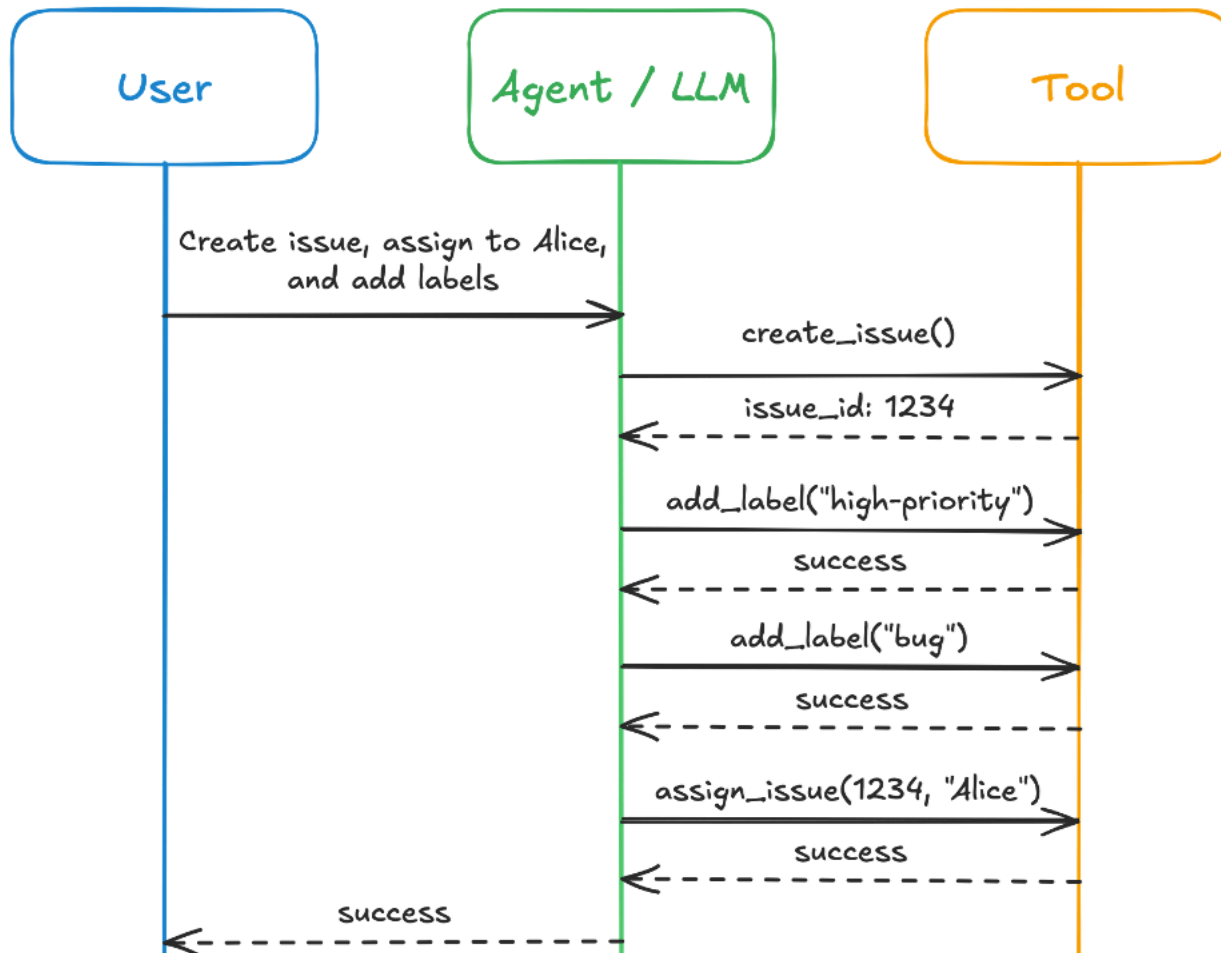 User
Agent / LLM
Tool
Create issue, assign to Alice,
and add labels
create_issue()
issue_id: 1234
add_label("high-priority")
success
add_label("bug")
success
assign_issue(1234, "Alice")
success
success